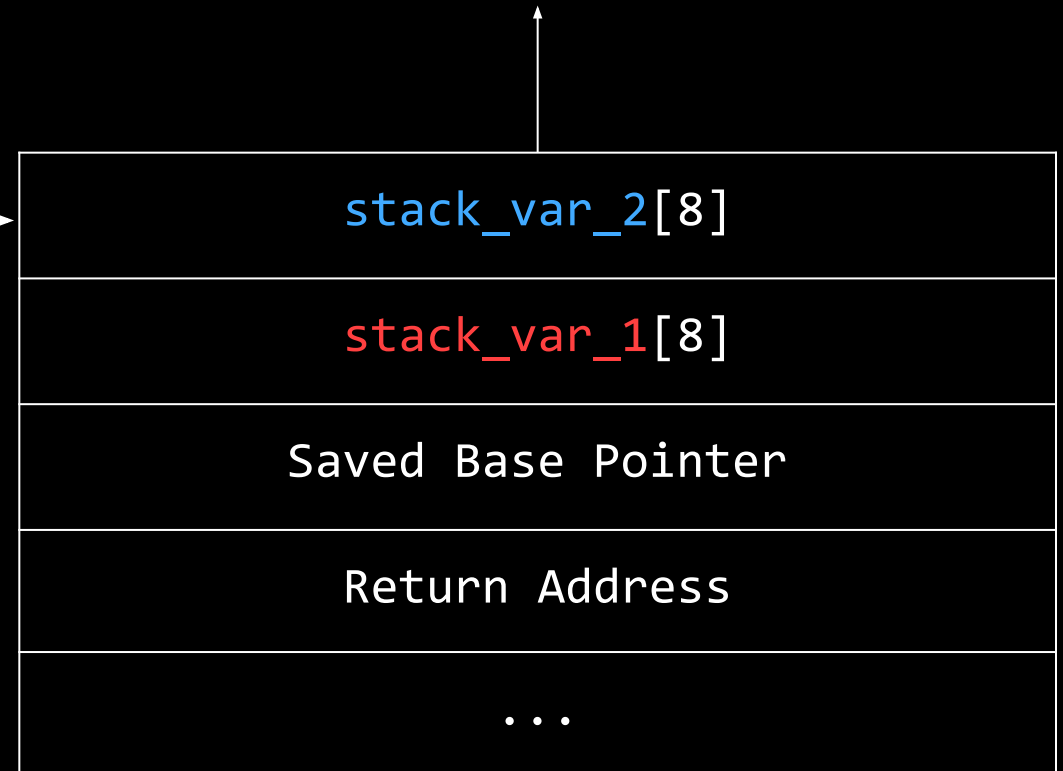 stack_var_2[8]
stack_var_1[8]
Saved Base Pointer
Return Address
...